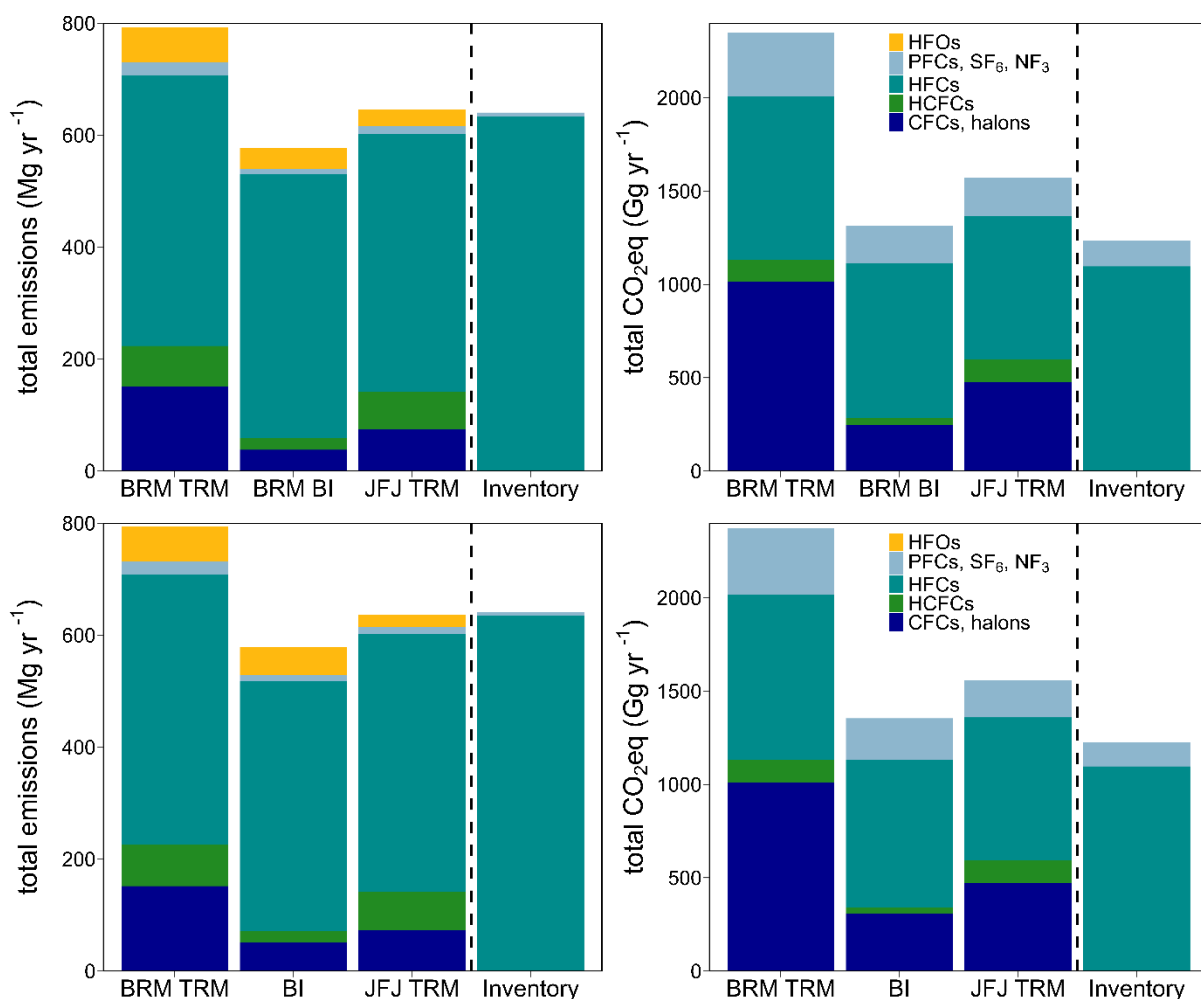 800
600
400
200
0
total emissions (Mg yr⁻¹)
BRM TRM
BRM BI
JFJ TRM
Inventory
2000
1500
1000
500
0
total CO₂eq (Gg yr⁻¹)
HFOs
PFCs, SF₆, NF₃
HFCs
HCFCs
CFCs, halons
BRM TRM
BRM BI
JFJ TRM
Inventory
800
600
400
200
0
total emissions (Mg yr⁻¹)
BRM TRM
BI
JFJ TRM
Inventory
2000
1500
1000
500
0
total CO₂eq (Gg yr⁻¹)
HFOs
PFCs, SF₆, NF₃
HFCs
HCFCs
CFCs, halons
BRM TRM
BI
JFJ TRM
Inventory